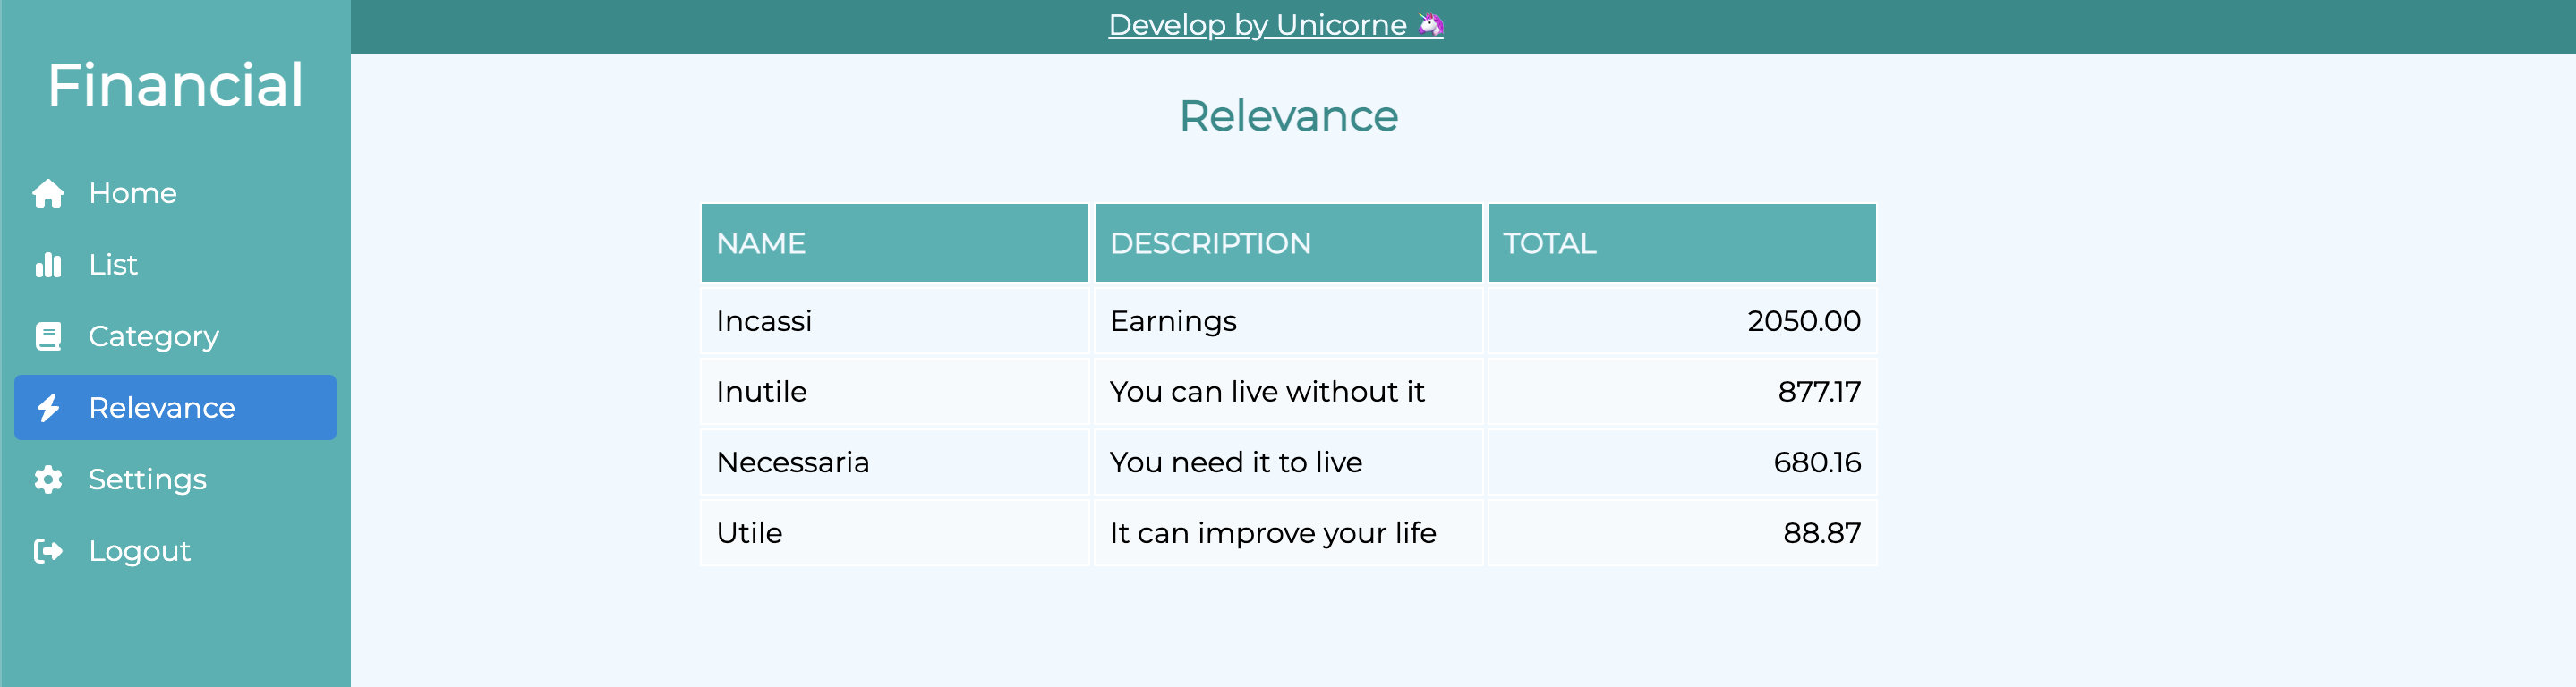 Develop by Unicorne 🦄
Financial
Home
List
Category
Relevance
Settings
Logout
Relevance
NAME DESCRIPTION TOTAL
Incassi Earnings 2050.00
Inutile You can live without it 877.17
Necessaria You need it to live 680.16
Utile It can improve your life 88.87